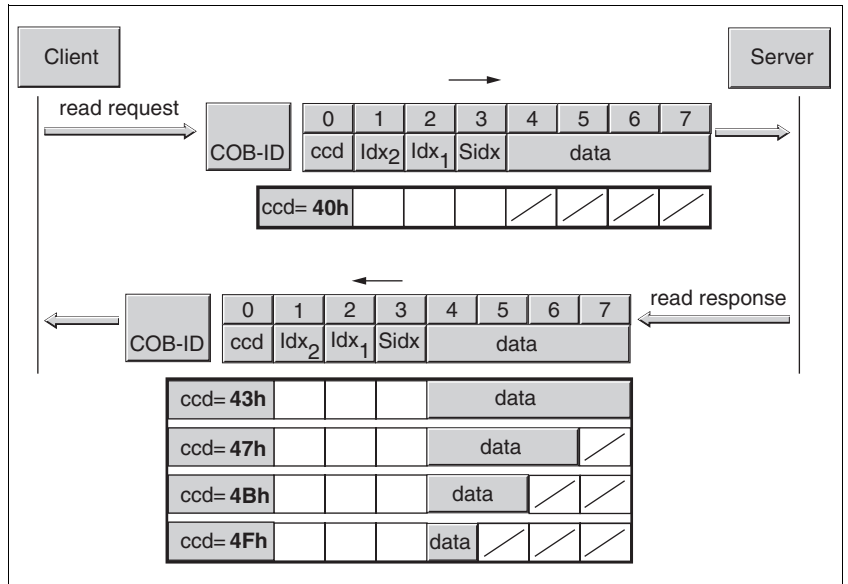 Client
Server
read request
COB-ID
0 1 2 3 4 5 6 7
ccd Idx2 Idx1 Sidx data
ccd= 40h
read response
COB-ID
0 1 2 3 4 5 6 7
ccd Idx2 Idx1 Sidx data
ccd= 43h data
ccd= 47h data
ccd= 4Bh data
ccd= 4Fh data